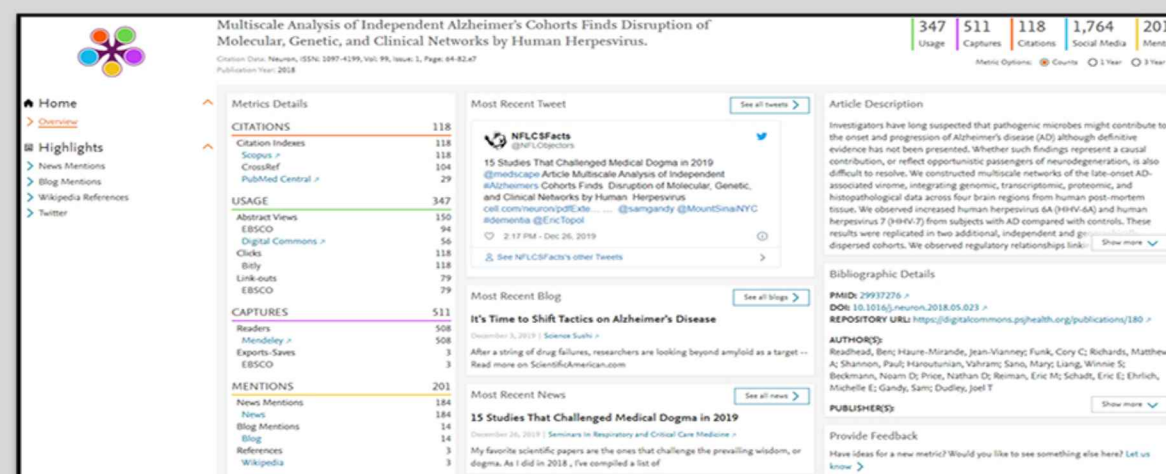 Multiscale Analysis of Independent Alzheimer's Cohorts Finds Disruption of
Molecular, Genetic, and Clinical Networks by Human Herpesvirus.
Citation Data: Neuron, ISSN: 1097-4199, Vol: 99, Issue: 1, Page: 64-82.e7
Publication Year: 2018
347 511 118 1,764 201
Usage Captures Citations Social Media Ment
Metric Options: Counts 1 Year 3 Year
Home
Overview
Highlights
News Mentions
Blog Mentions
Wikipedia References
Twitter
Metrics Details
CITATIONS 118
Citation Indexes 118
Scopus 118
CrossRef 104
PubMed Central 29
USAGE 347
Abstract Views 150
EBSCO 94
Digital Commons 56
Clicks 118
Bitly 118
Link-outs 79
EBSCO 79
CAPTURES 511
Readers 508
Mendeley 508
Exports-Saves 3
EBSCO 3
MENTIONS 201
News Mentions 184
News 184
Blog Mentions 14
Blog 14
References 3
Wikipedia 3
Most Recent Tweet See all tweets
NFLCSFacts
@NFLObjectors
15 Studies That Challenged Medical Dogma in 2019
@medscape Article Multiscale Analysis of Independent
#Alzheimers Cohorts Finds Disruption of Molecular, Genetic,
and Clinical Networks by Human Herpesvirus
cell.com/neuron/pdfExte... ... @samgandy @MountSinaiNYC
#dementia @EricTopol
2:17 PM - Dec 26, 2019
See NFLCSFacts's other Tweets
Most Recent Blog See all blogs
It's Time to Shift Tactics on Alzheimer's Disease
December 3, 2019 | Science Sushi
After a string of drug failures, researchers are looking beyond amyloid as a target --
Read more on ScientificAmerican.com
Most Recent News See all news
15 Studies That Challenged Medical Dogma in 2019
December 26, 2019 | Seminars in Respiratory and Critical Care Medicine
My favorite scientific papers are the ones that challenge the prevailing wisdom, or
dogma. As I did in 2018 , I've compiled a list of
Article Description
Investigators have long suspected that pathogenic microbes might contribute to
the onset and progression of Alzheimer's disease (AD) although definitive
evidence has not been presented. Whether such findings represent a causal
contribution, or reflect opportunistic passengers of neurodegeneration, is also
difficult to resolve. We constructed multiscale networks of the late-onset AD-
associated virome, integrating genomic, transcriptomic, proteomic, and
histopathological data across four brain regions from human post-mortem
tissue. We observed increased human herpesvirus 6A (HHV-6A) and human
herpesvirus 7 (HHV-7) from subjects with AD compared with controls. These
results were replicated in two additional, independent and
dispersed cohorts. We observed regulatory relationships link Show more
Bibliographic Details
PMID: 29937276
DOI: 10.1016/j.neuron.2018.05.023
REPOSITORY URL: https://digitalcommons.psjhealth.org/publications/180
AUTHOR(S):
Readhead, Ben; Haure-Mirande, Jean-Vianney; Funk, Cory C; Richards, Matthew
A; Shannon, Paul; Haroutunian, Vahram; Sano, Mary; Liang, Winnie S;
Beckmann, Noam D; Price, Nathan D; Reiman, Eric M; Schadt, Eric E; Ehrlich,
Michelle E; Gandy, Sam; Dudley, Joel T
PUBLISHER(S): Show more
Provide Feedback
Have ideas for a new metric? Would you like to see something else here? Let us
know